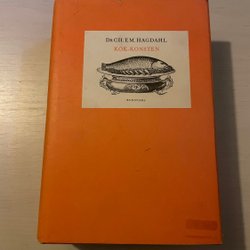 DR CH. E.M. HAGDAHL
KOK-KONSTEN